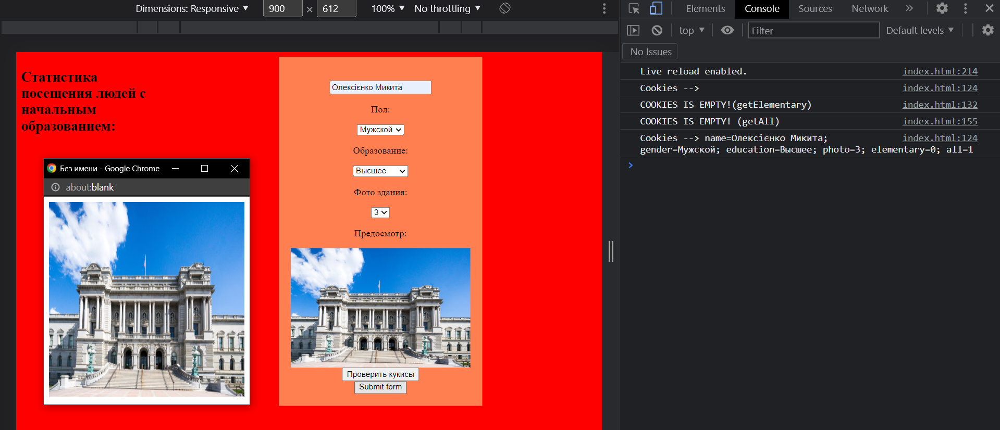 Dimensions: Responsive ▼ 900 × 612 100% ▼ No throttling ▼
Elements Console Sources Network »
top ▼ Filter Default levels ▼
No Issues
Статистика
посещения людей с
начальным
образованием:
Без имени - Google Chrome
about:blank
Олексієнко Микита
Пол:
Мужской
Образование:
Высшее
Фото здания:
3
Предосмотр:
Проверить кукисы
Submit form
Live reload enabled. index.html:214
Cookies --> index.html:124
COOKIES IS EMPTY!(getElementary) index.html:132
COOKIES IS EMPTY! (getAll) index.html:155
Cookies --> name=Олексієнко Микита; index.html:124
gender=Мужской; education=Высшее; photo=3; elementary=0; all=1